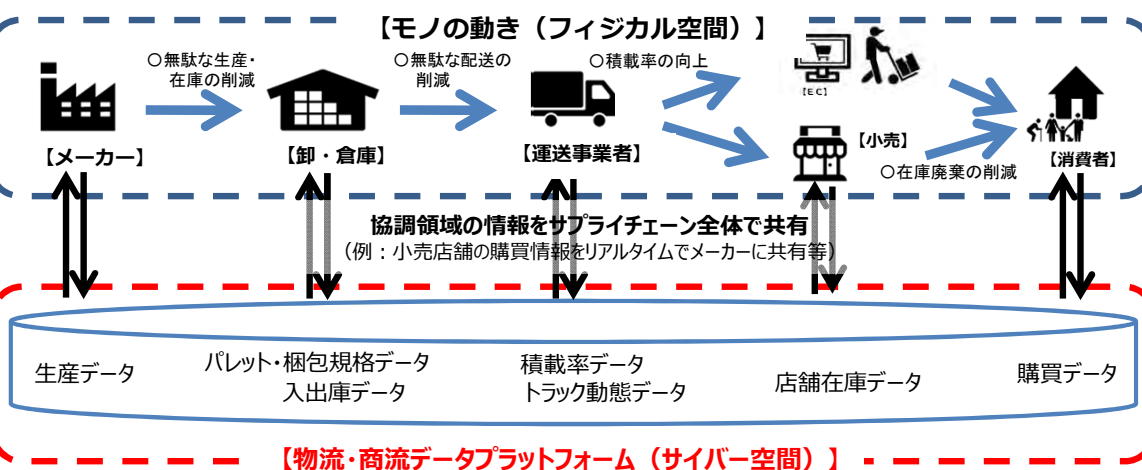 【モノの動き（フィジカル空間）】
○無駄な生産・
在庫の削減
○無駄な配送の
削減
○積載率の向上
【EC】
【メーカー】
【卸・倉庫】
【運送事業者】
【小売】
【消費者】
○在庫廃棄の削減
協調領域の情報をサプライチェーン全体で共有
（例：小売店舗の購買情報をリアルタイムでメーカーに共有等）
生産データ
パレット・梱包規格データ
入出庫データ
積載率データ
トラック動態データ
店舗在庫データ
購買データ
【物流・商流データプラットフォーム（サイバー空間）】